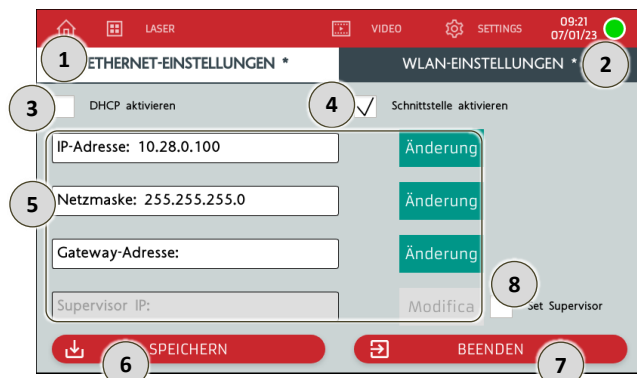 LASER VIDEO SETTINGS 09:21
07/01/23
1 ETHERNET-EINSTELLUNGEN * WLAN-EINSTELLUNGEN * 2
3 DHCP aktivieren 4 Schnittstelle aktivieren
IP-Adresse: 10.28.0.100 Änderung
5 Netzmaske: 255.255.255.0 Änderung
Gateway-Adresse: Änderung
8
Supervisor IP: Modifica Set Supervisor
6 SPEICHERN BEENDEN 7